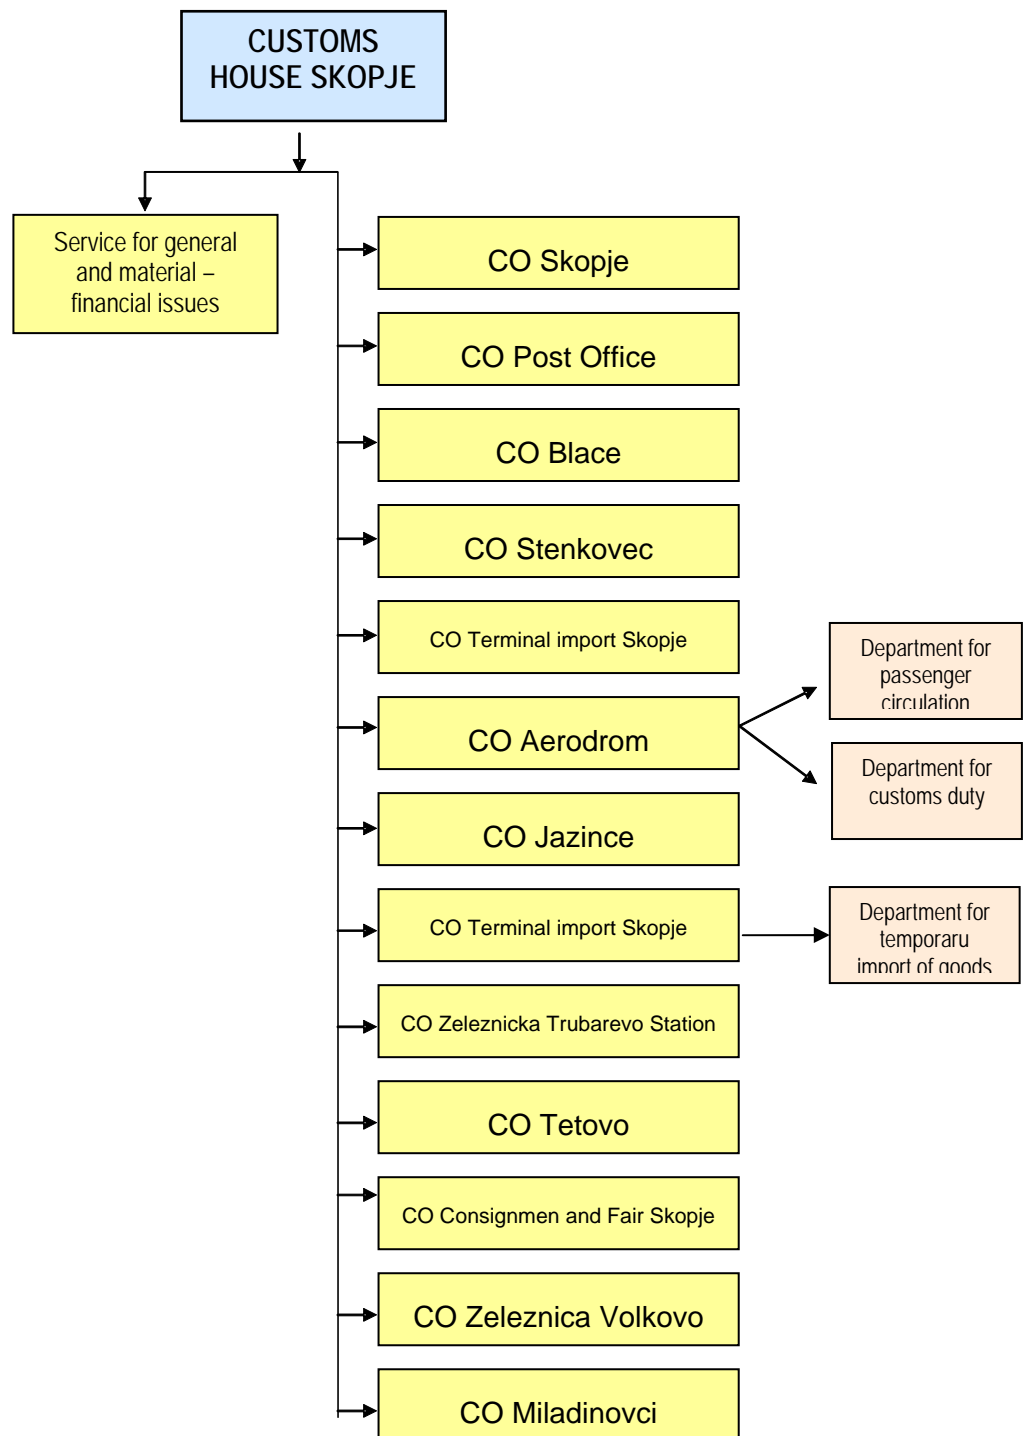 CUSTOMS
HOUSE SKOPJE
Service for general
and material –
financial issues
CO Skopje
CO Post Office
CO Blace
CO Stenkovec
CO Terminal import Skopje
Department for
passenger
circulation
CO Aerodrom
Department for
customs duty
CO Jazince
CO Terminal import Skopje
Department for
temporaru
import of goods
CO Zeleznicka Trubarevo Station
CO Tetovo
CO Consignmen and Fair Skopje
CO Zeleznica Volkovo
CO Miladinovci